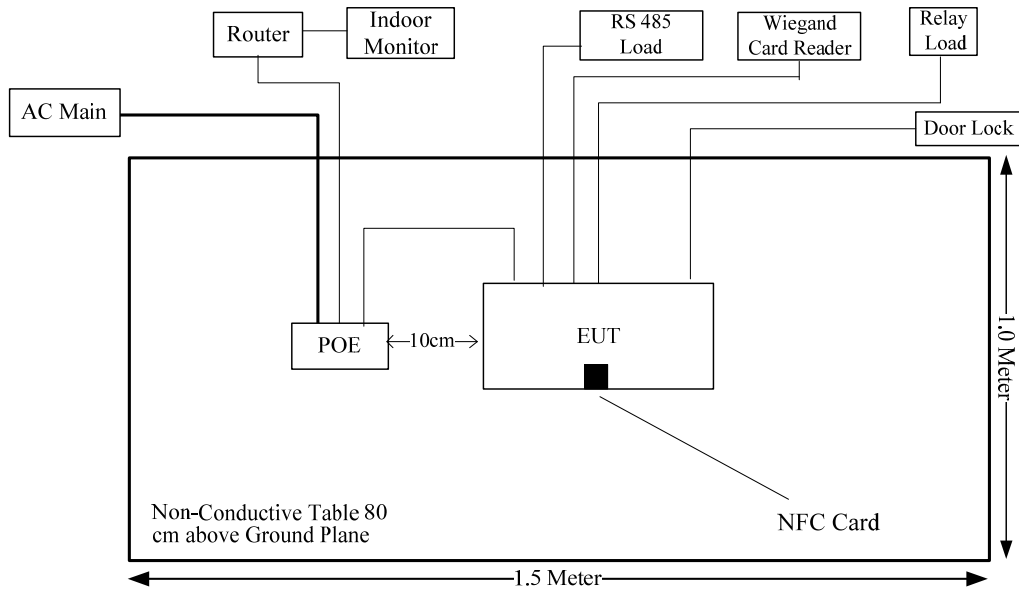 Router
Indoor
Monitor
RS 485
Load
Wiegand
Card Reader
Relay
Load
AC Main
Door Lock
POE
10cm
EUT
1.0 Meter
Non-Conductive Table 80
cm above Ground Plane
NFC Card
1.5 Meter